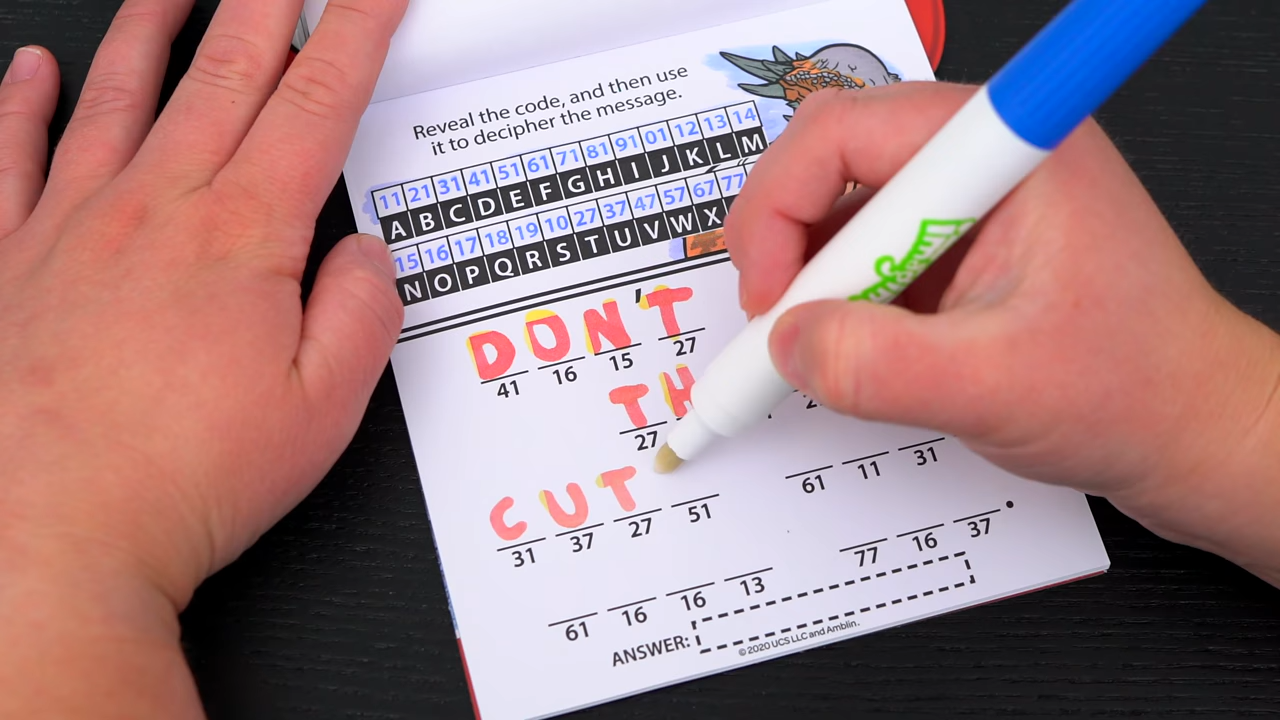 Reveal the code, and then use
it to decipher the message.
11 21 31 41 51 61 71 81 91 01 12 13 14
A B C D E F G H I J K L M
15 16 17 18 19 10 27 37 47 57 67 77
N O P Q R S T U V W X
DON'T
41 16 15 27
TH
27
CUT
31 37 27 51
61 11 31
77 16 37 .
61 16 16 13
ANSWER:
© 2020 UCS LLC and Amblin.